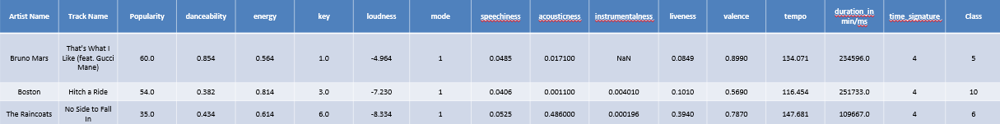 Artist Name Track Name Popularity danceability energy key loudness mode speechiness acousticness instrumentalness liveness valence tempo duration_in min/ms time_signature Class
Bruno Mars That's What I Like (feat. Gucci Mane) 60.0 0.854 0.564 1.0 -4.964 1 0.0485 0.017100 NaN 0.0849 0.8990 134.071 234596.0 4 5
Boston Hitch a Ride 54.0 0.382 0.814 3.0 -7.230 1 0.0406 0.001100 0.004010 0.1010 0.5690 116.454 251733.0 4 10
The Raincoats No Side to Fall In 35.0 0.434 0.614 6.0 -8.334 1 0.0525 0.486000 0.000196 0.3940 0.7870 147.681 109667.0 4 6